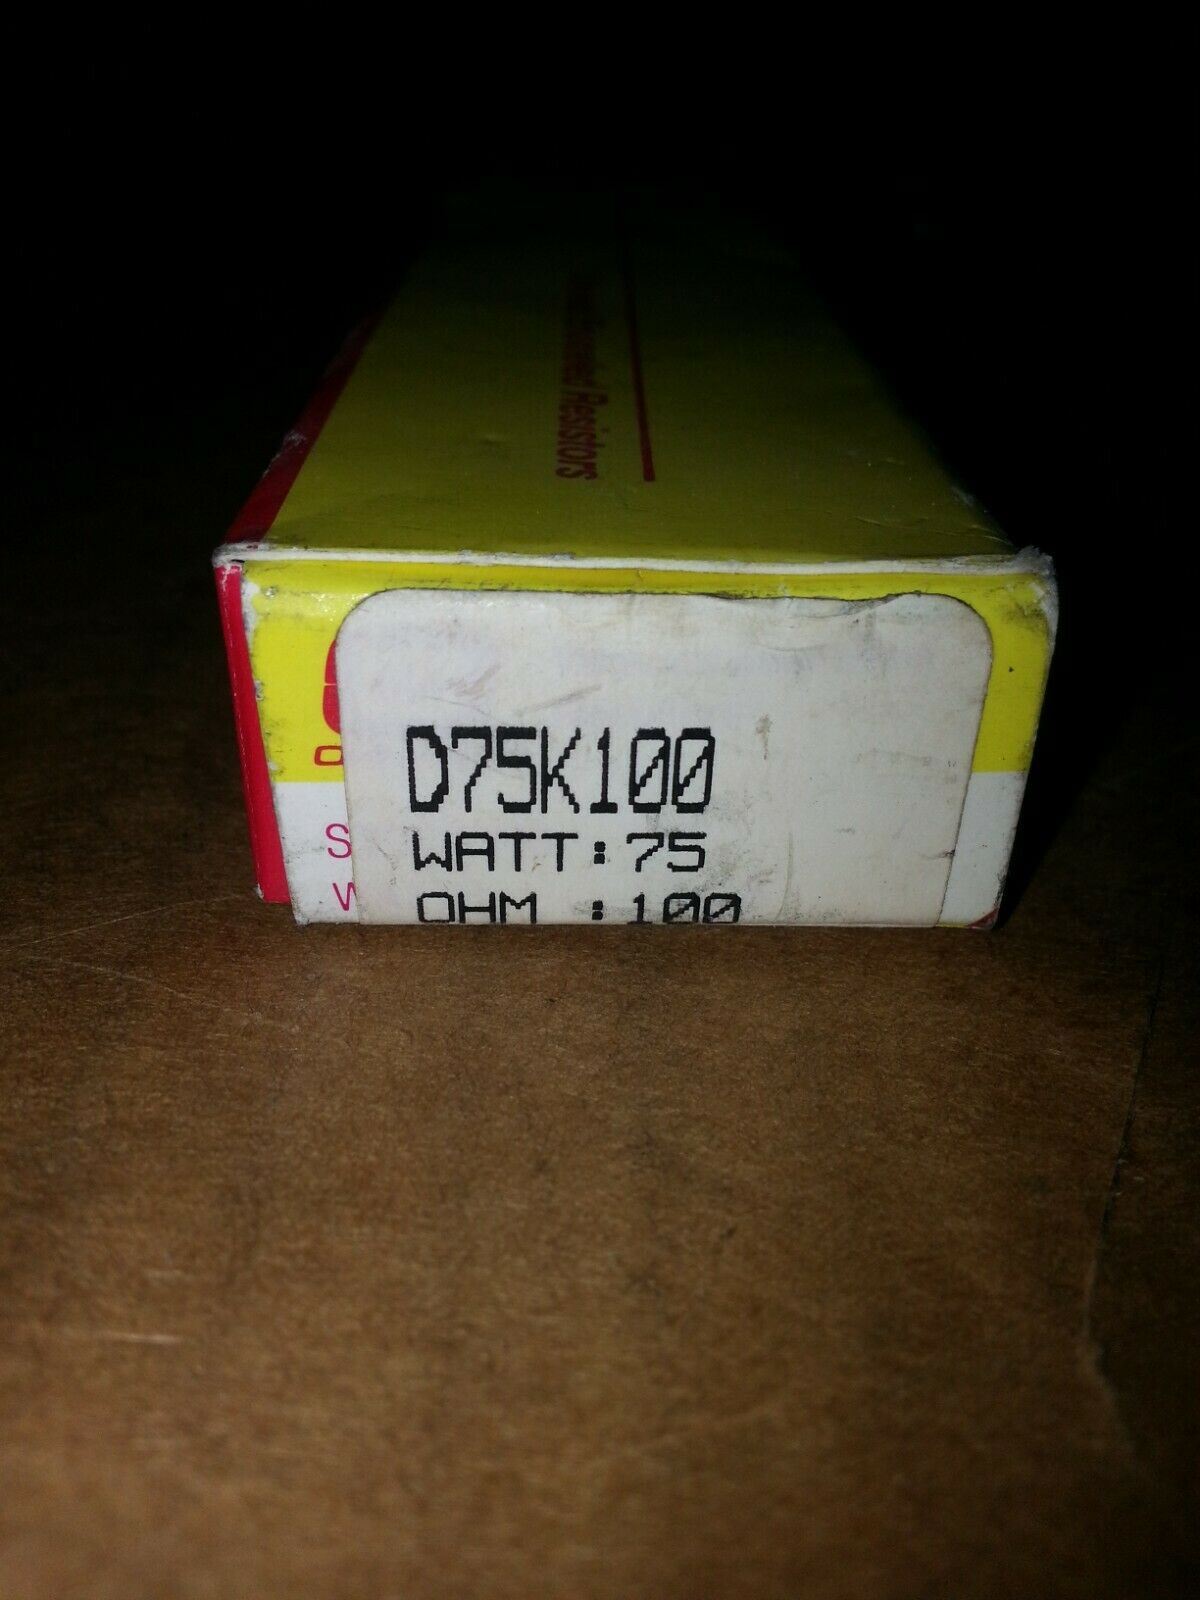 Resistors
D75K100
WATT:75
OHM :100
S
W